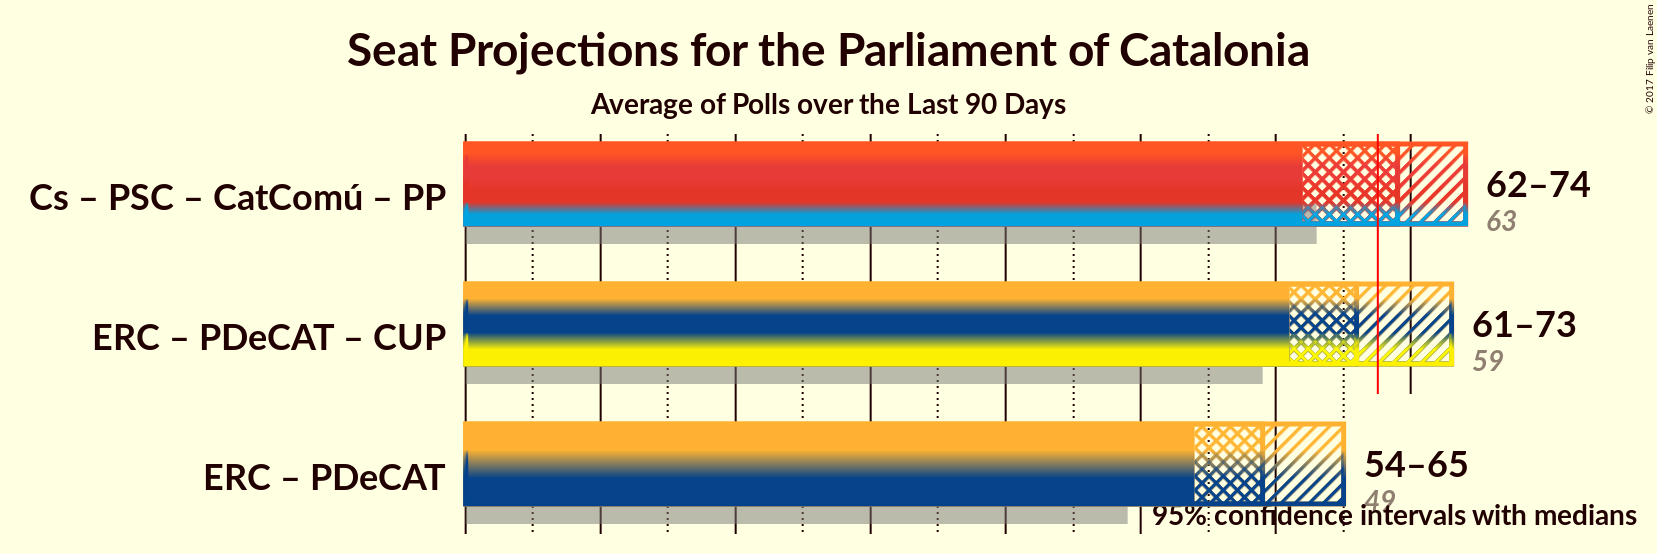 Seat Projections for the Parliament of Catalonia
Average of Polls over the Last 90 Days
© 2017 Filip van Laenen
Cs – PSC – CatComú – PP
62–74
63
ERC – PDeCAT – CUP
61–73
59
ERC – PDeCAT
54–65
49
95% confidence intervals with medians